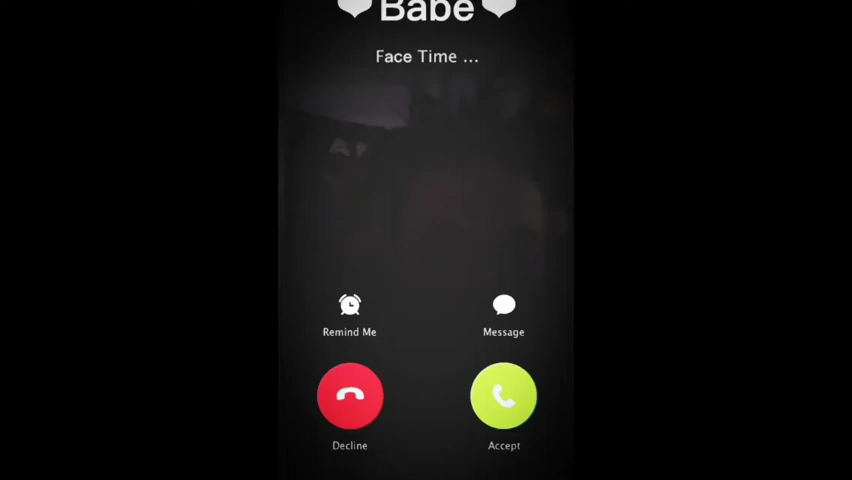 Babe
Face Time ...
Remind Me
Message
Decline
Accept